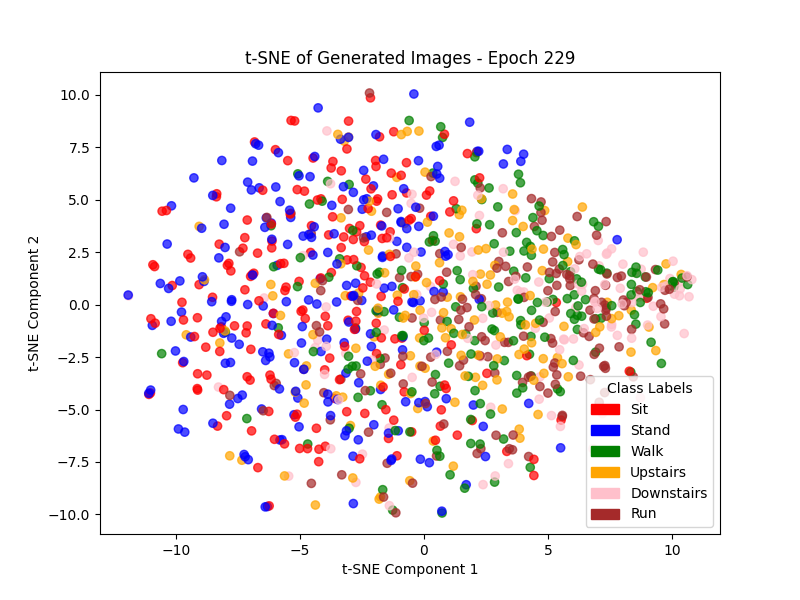 t-SNE of Generated Images - Epoch 229
10.0
7.5
5.0
2.5
0.0
−2.5
−5.0
−7.5
−10.0
t-SNE Component 2
Class Labels
Sit
Stand
Walk
Upstairs
Downstairs
Run
−10 −5 0 5 10
t-SNE Component 1